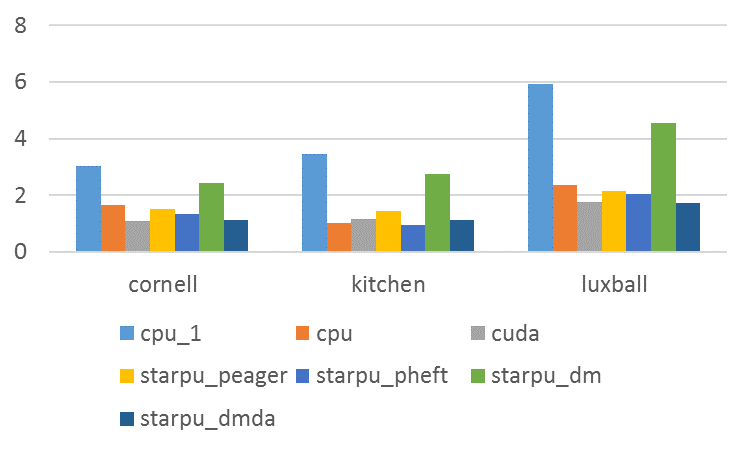 8
6
4
2
0
cornell kitchen luxball
cpu_1 cpu cuda
starpu_peager starpu_pheft starpu_dm
starpu_dmda